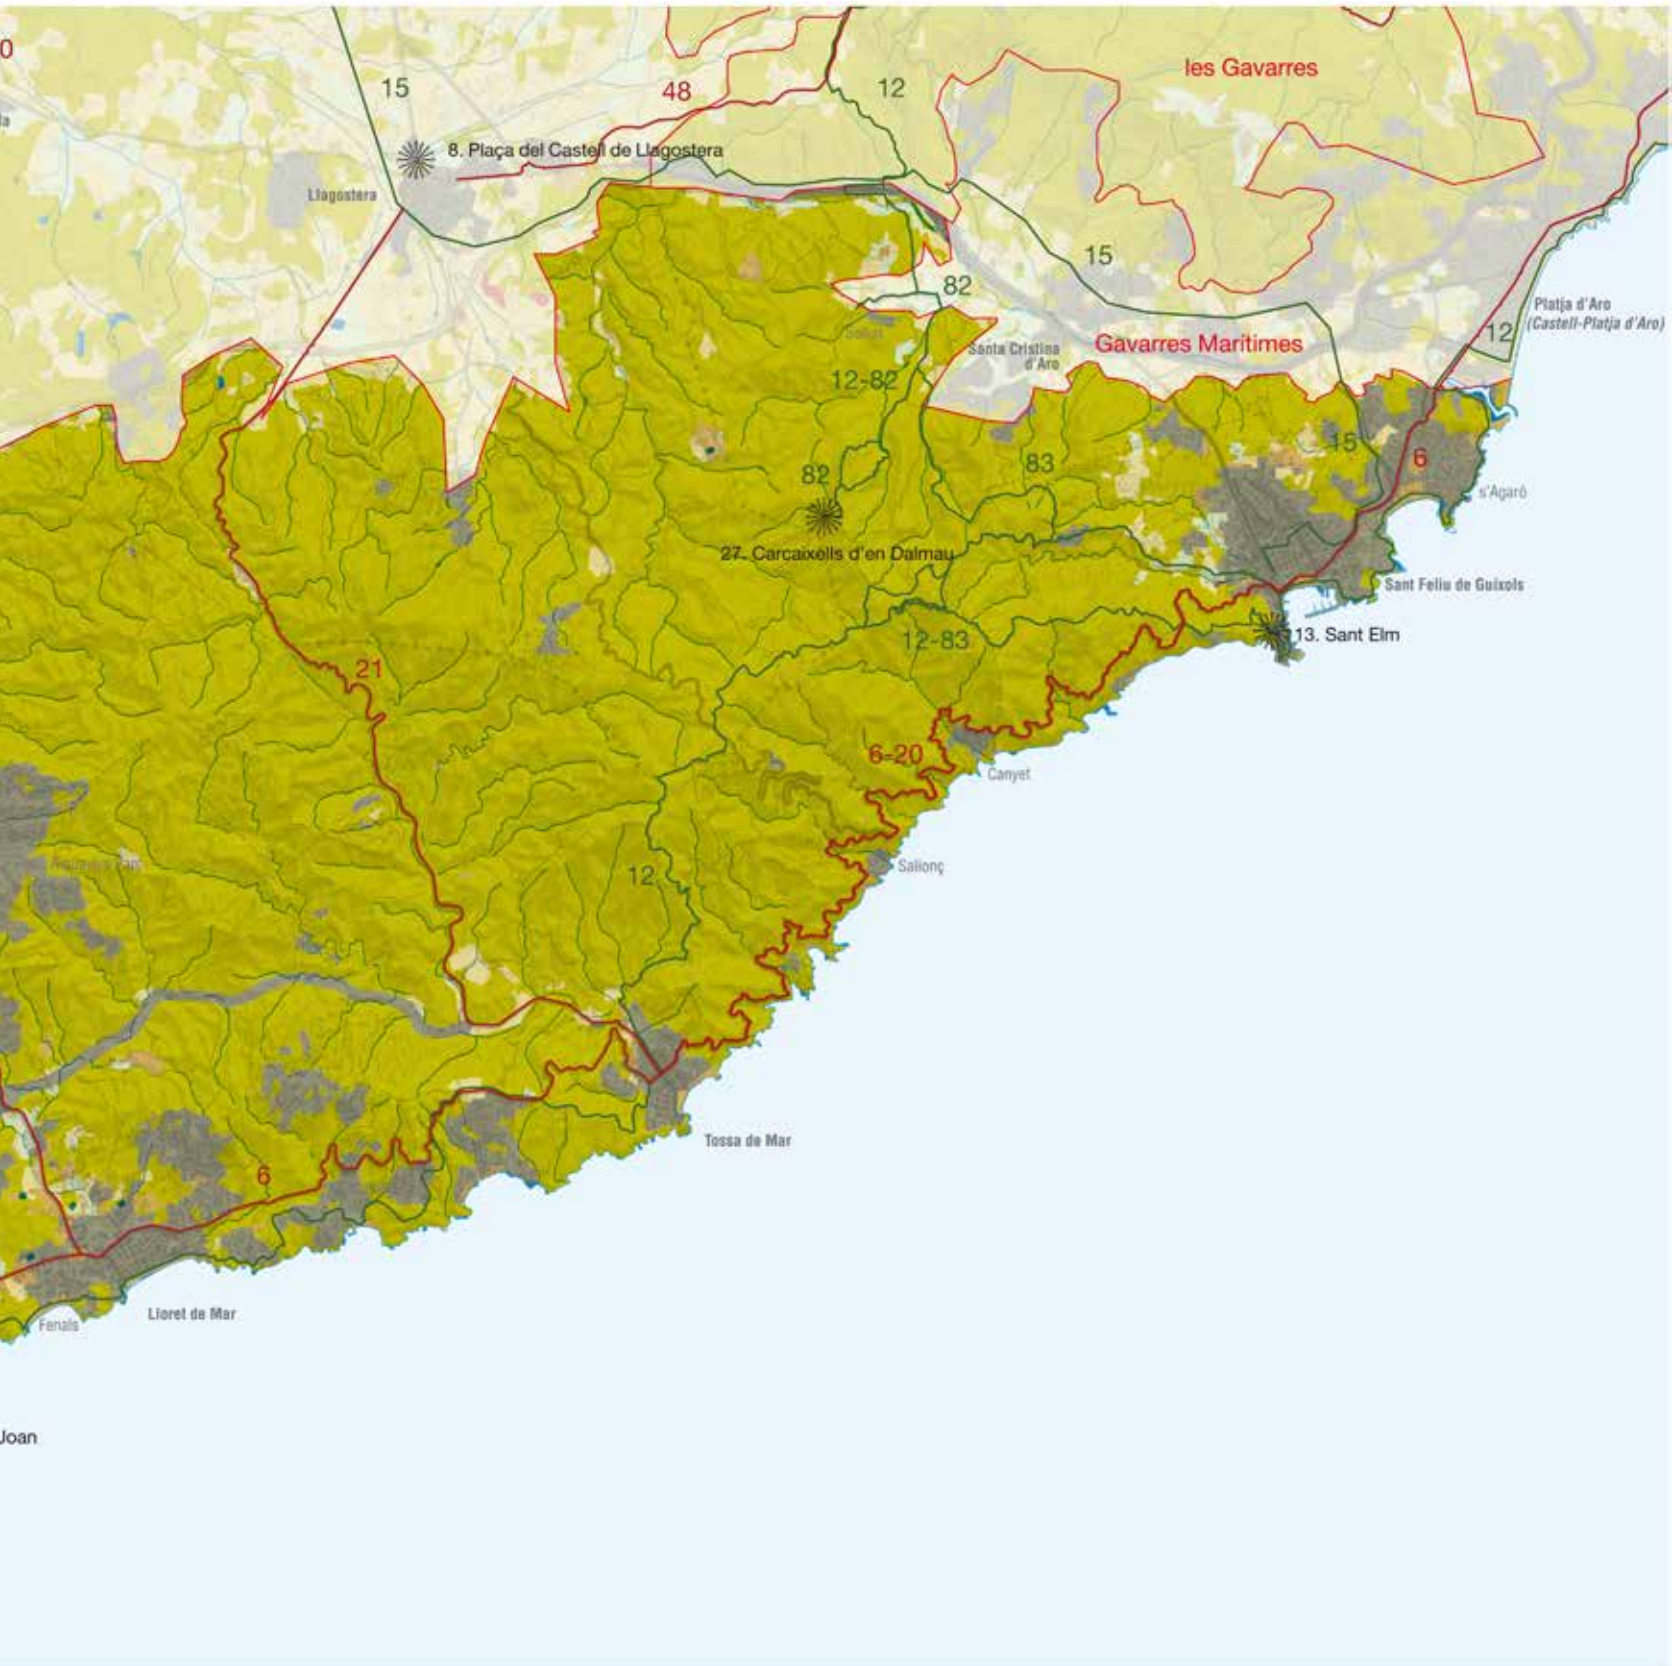 0
15
48
12
les Gavarres
la
8. Plaça del Castell de Llagostera
Llagostera
15
82
Platja d'Aro
(Castell-Platja d'Aro)
12
Gavarres Marítimes
Santa Cristina
d'Aro
12-82
15
6
83
82
s'Agaró
27. Carcaixells d'en Dalmau
Sant Feliu de Guíxols
13. Sant Elm
12-83
21
6-20
Canyet
Salionç
12
Tossa de Mar
6
Lloret de Mar
Fenals
Joan